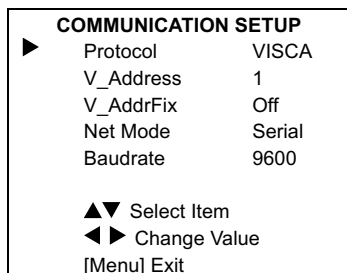 COMMUNICATION SETUP
▶ Protocol VISCA
V_Address 1
V_AddrFix Off
Net Mode Serial
Baudrate 9600
▲▼ Select Item
◀ ▶ Change Value
[Menu] Exit